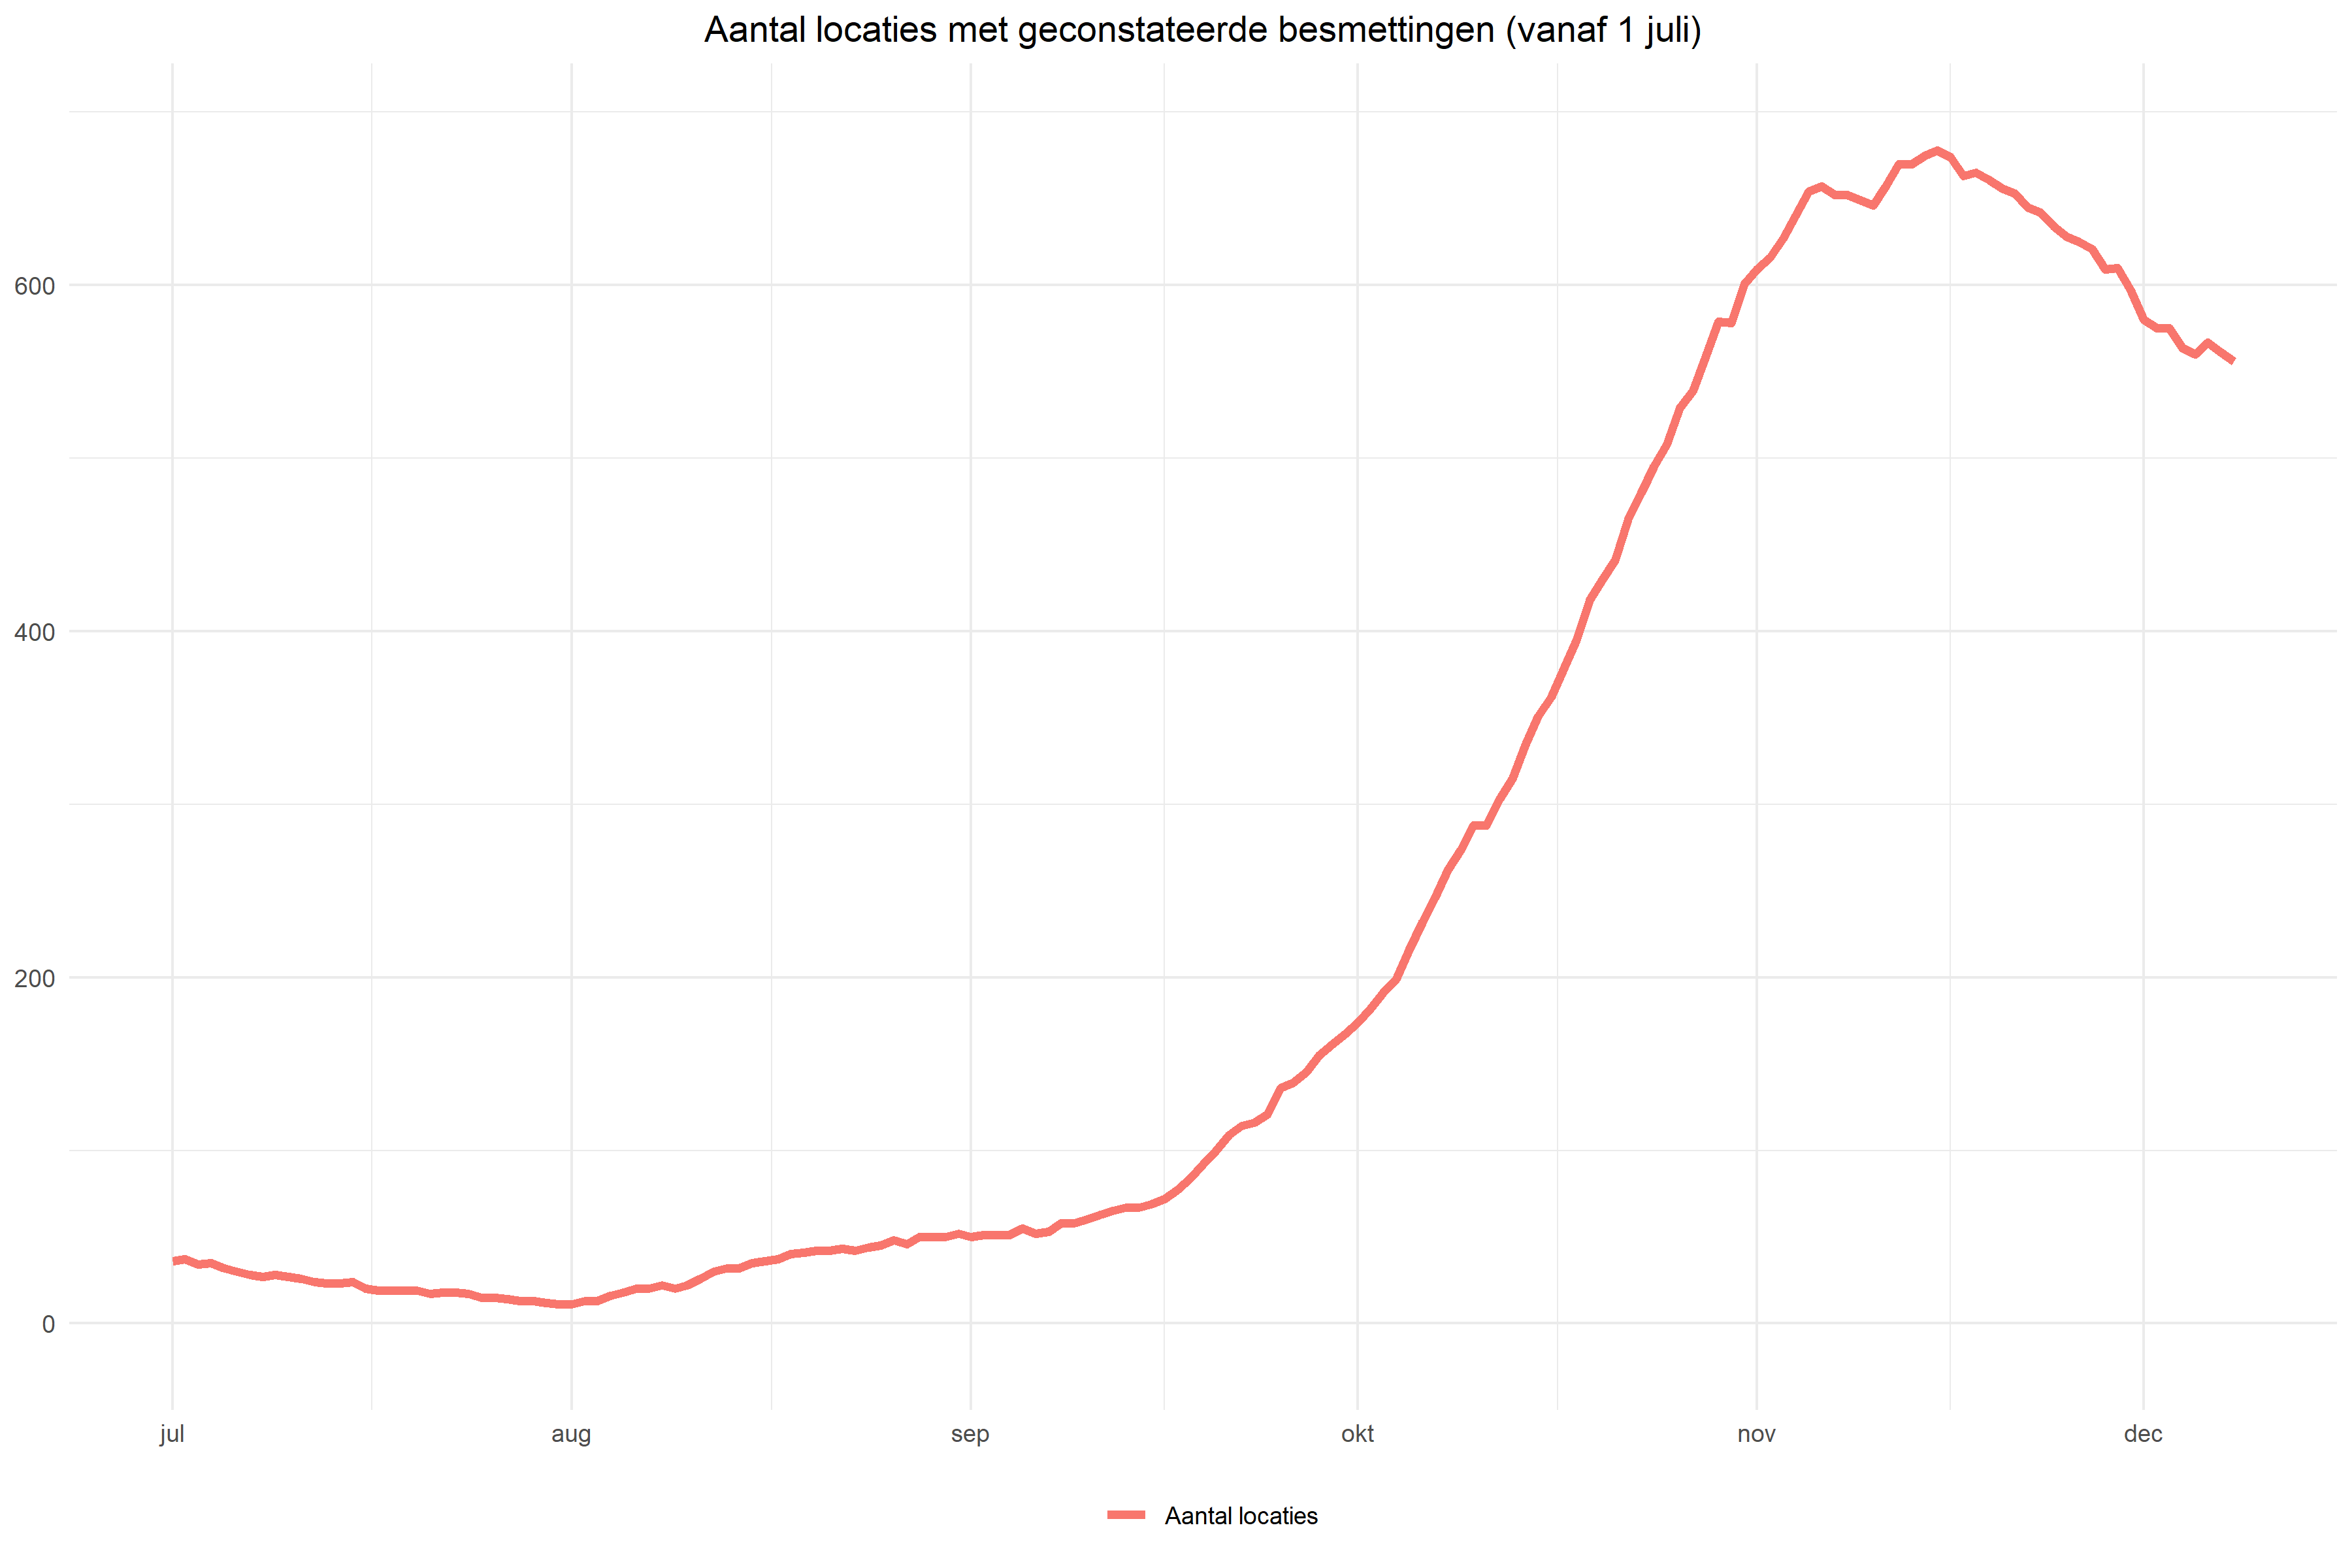 Aantal locaties met geconstateerde besmettingen (vanaf 1 juli)
600
400
200
0
jul aug sep okt nov dec
Aantal locaties